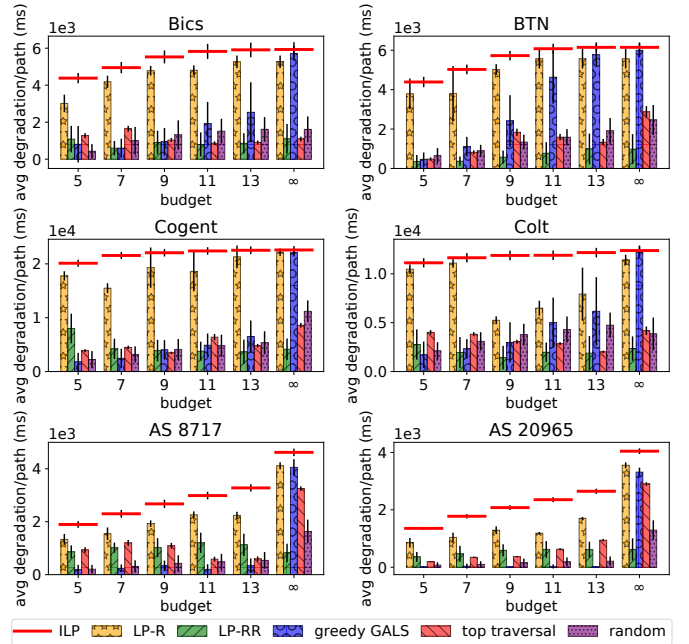 Bics
1e3
avg degradation/path (ms)
6
4
2
0
5 7 9 11 13 ∞
budget
BTN
1e3
avg degradation/path (ms)
6
4
2
0
5 7 9 11 13 ∞
budget
Cogent
1e4
avg degradation/path (ms)
2
1
0
5 7 9 11 13 ∞
budget
Colt
1e4
avg degradation/path (ms)
1.0
0.5
0.0
5 7 9 11 13 ∞
budget
AS 8717
1e3
avg degradation/path (ms)
4
2
0
5 7 9 11 13 ∞
budget
AS 20965
1e3
avg degradation/path (ms)
4
3
2
1
0
5 7 9 11 13 ∞
budget
ILP LP-R LP-RR greedy GALS top traversal random